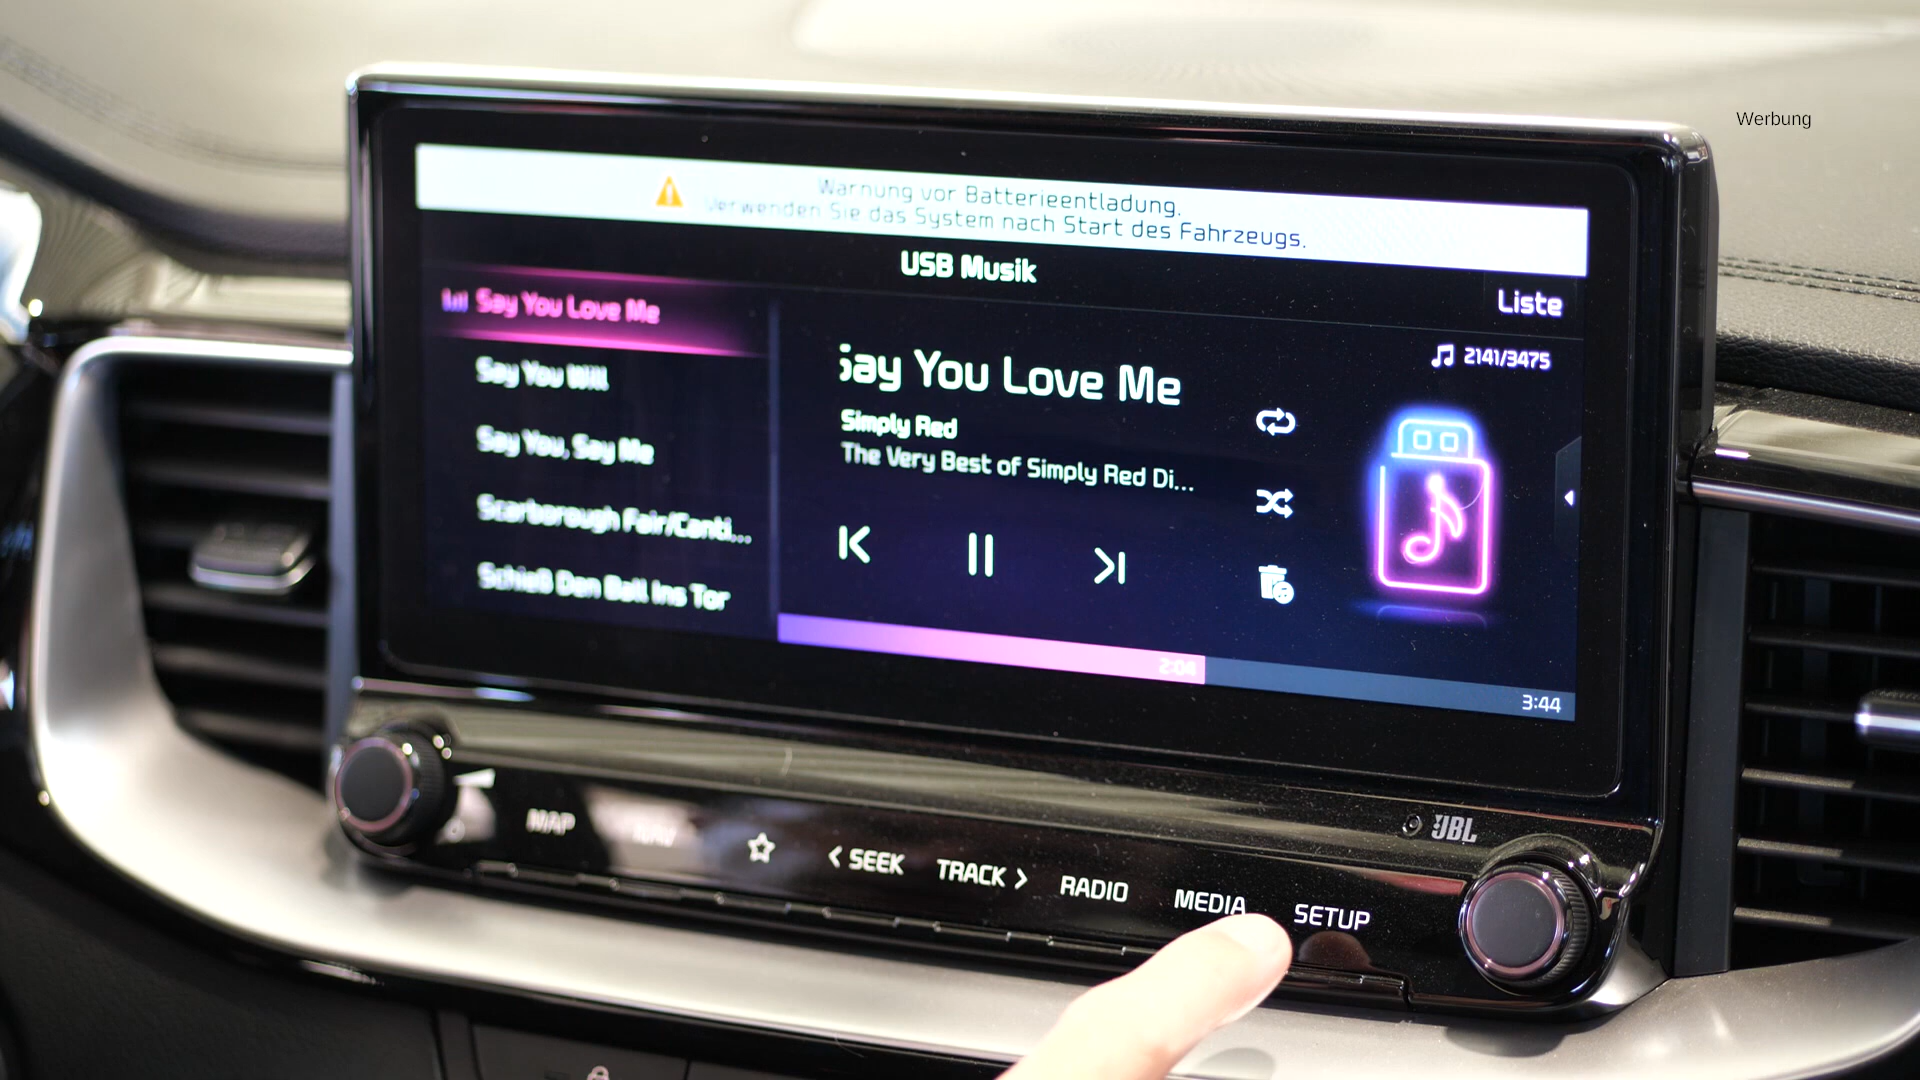 Werbung
Warnung vor Batterieentladung.
Verwenden Sie das System nach Start des Fahrzeugs.
USB Musik
Liste
2141/3475
Say You Love Me
Say You Will
Say You, Say Me
Scarborough Fair/Canti...
Schieß Den Ball Ins Tor
Say You Love Me
Simply Red
The Very Best of Simply Red Di...
2:04
3:44
JBL
MAP
NAV
< SEEK
TRACK >
RADIO
MEDIA
SETUP